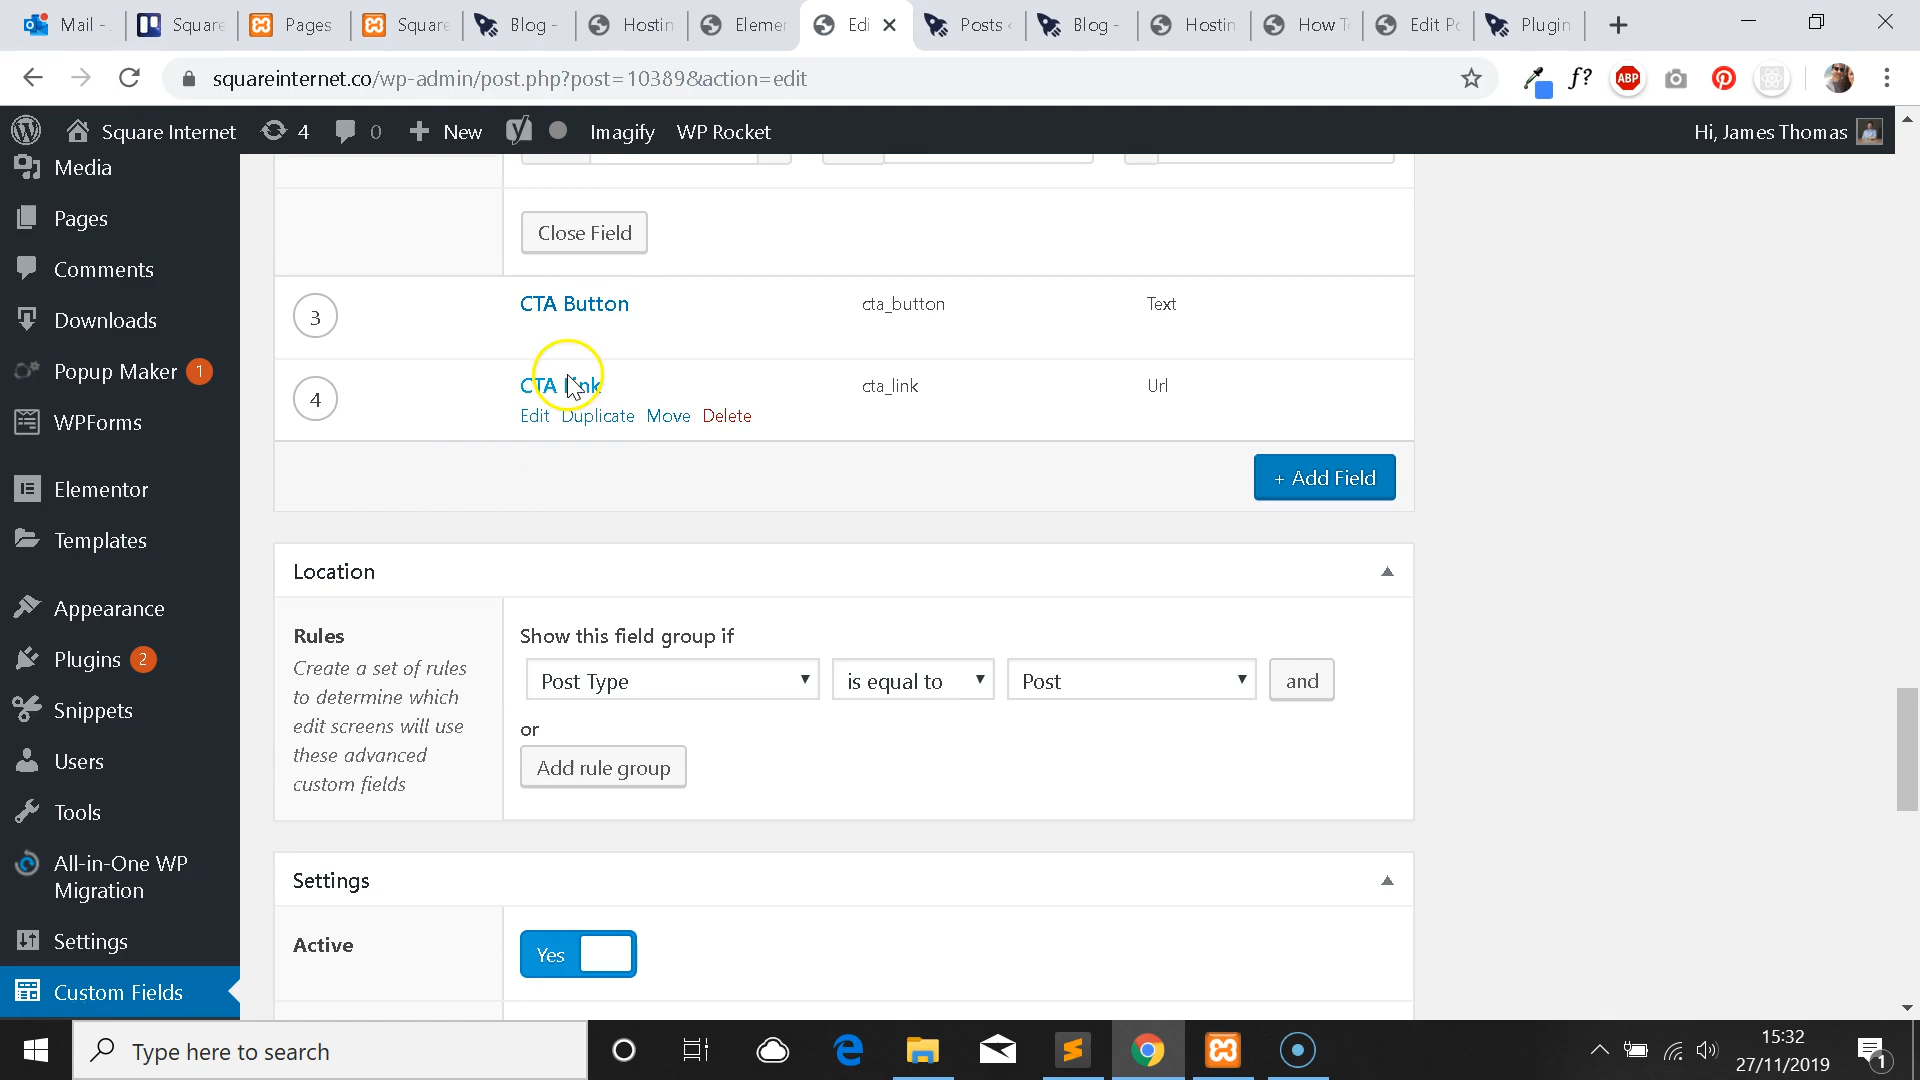 Mail -
Square
Pages
Square
Blog -
Hostin
Elemen
Edi
Posts
Blog -
Hostin
How T
Edit Po
Plugin
squareinternet.co/wp-admin/post.php?post=10389&action=edit
f?
ABP
Square Internet
4
0
New
Imagify
WP Rocket
Hi, James Thomas
Media
Pages
Comments
Downloads
Popup Maker 1
WPForms
Elementor
Templates
Appearance
Plugins 2
Snippets
Users
Tools
All-in-One WP
Migration
Settings
Custom Fields
Close Field
3
CTA Button
cta_button
Text
4
CTA Link
cta_link
Url
Edit Duplicate Move Delete
+ Add Field
Location
Rules
Create a set of rules
to determine which
edit screens will use
these advanced
custom fields
Show this field group if
Post Type
is equal to
Post
and
or
Add rule group
Settings
Active
Yes
Type here to search
15:32
27/11/2019
1